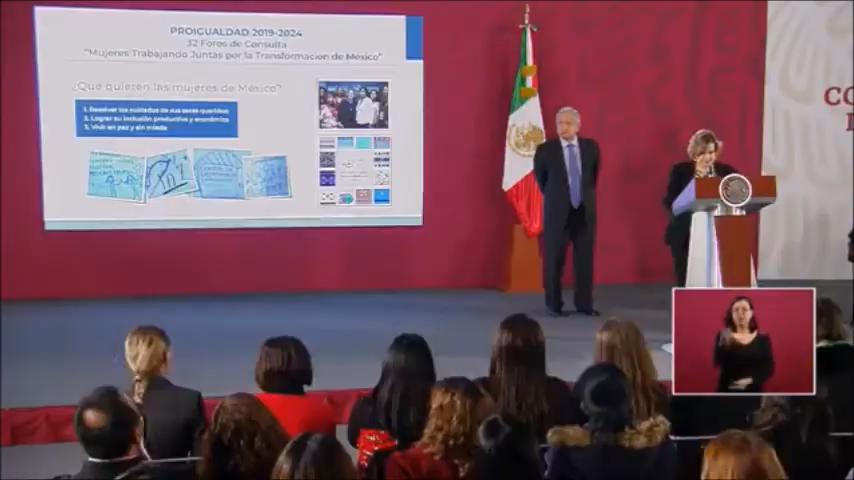 PROIGUALDAD 2019-2024
32 Foros de Consulta
"Mujeres Trabajando Juntas por la Transformación de México"
¿Qué quieren las mujeres de México?
1. Resolver los cuidados de sus seres queridos
2. Lograr su inclusión productiva y económica
3. Vivir en paz y sin miedo
CO